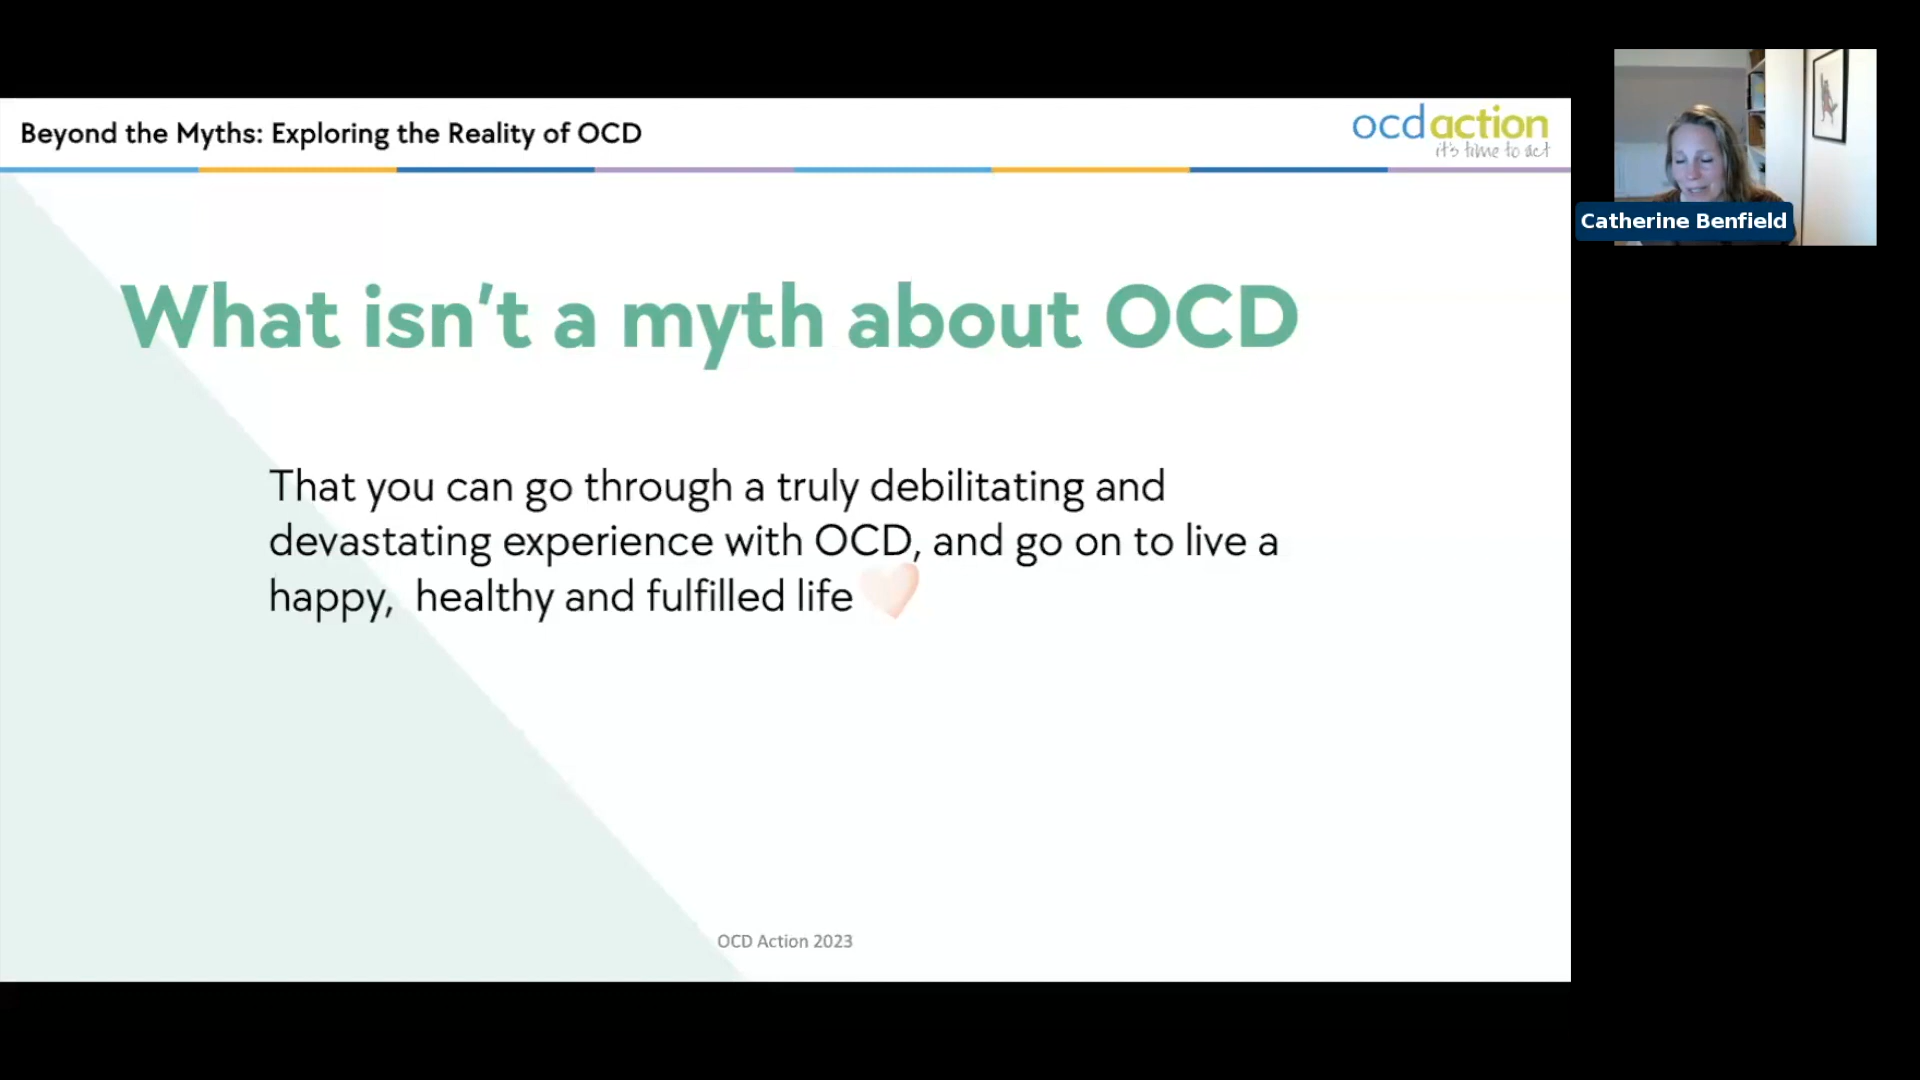 Beyond the Myths: Exploring the Reality of OCD
ocdaction
it's time to act
Catherine Benfield
What isn't a myth about OCD
That you can go through a truly debilitating and
devastating experience with OCD, and go on to live a
happy,  healthy and fulfilled life
OCD Action 2023